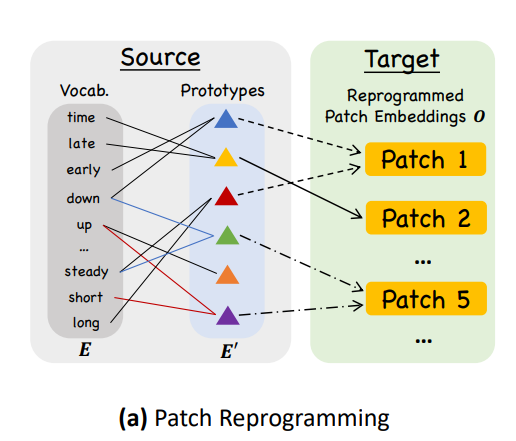 Source
Target
Vocab.
Prototypes
Reprogrammed
Patch Embeddings O
time
late
early
down
up
...
steady
short
long
E
E′
Patch 1
Patch 2
...
Patch 5
...
(a) Patch Reprogramming